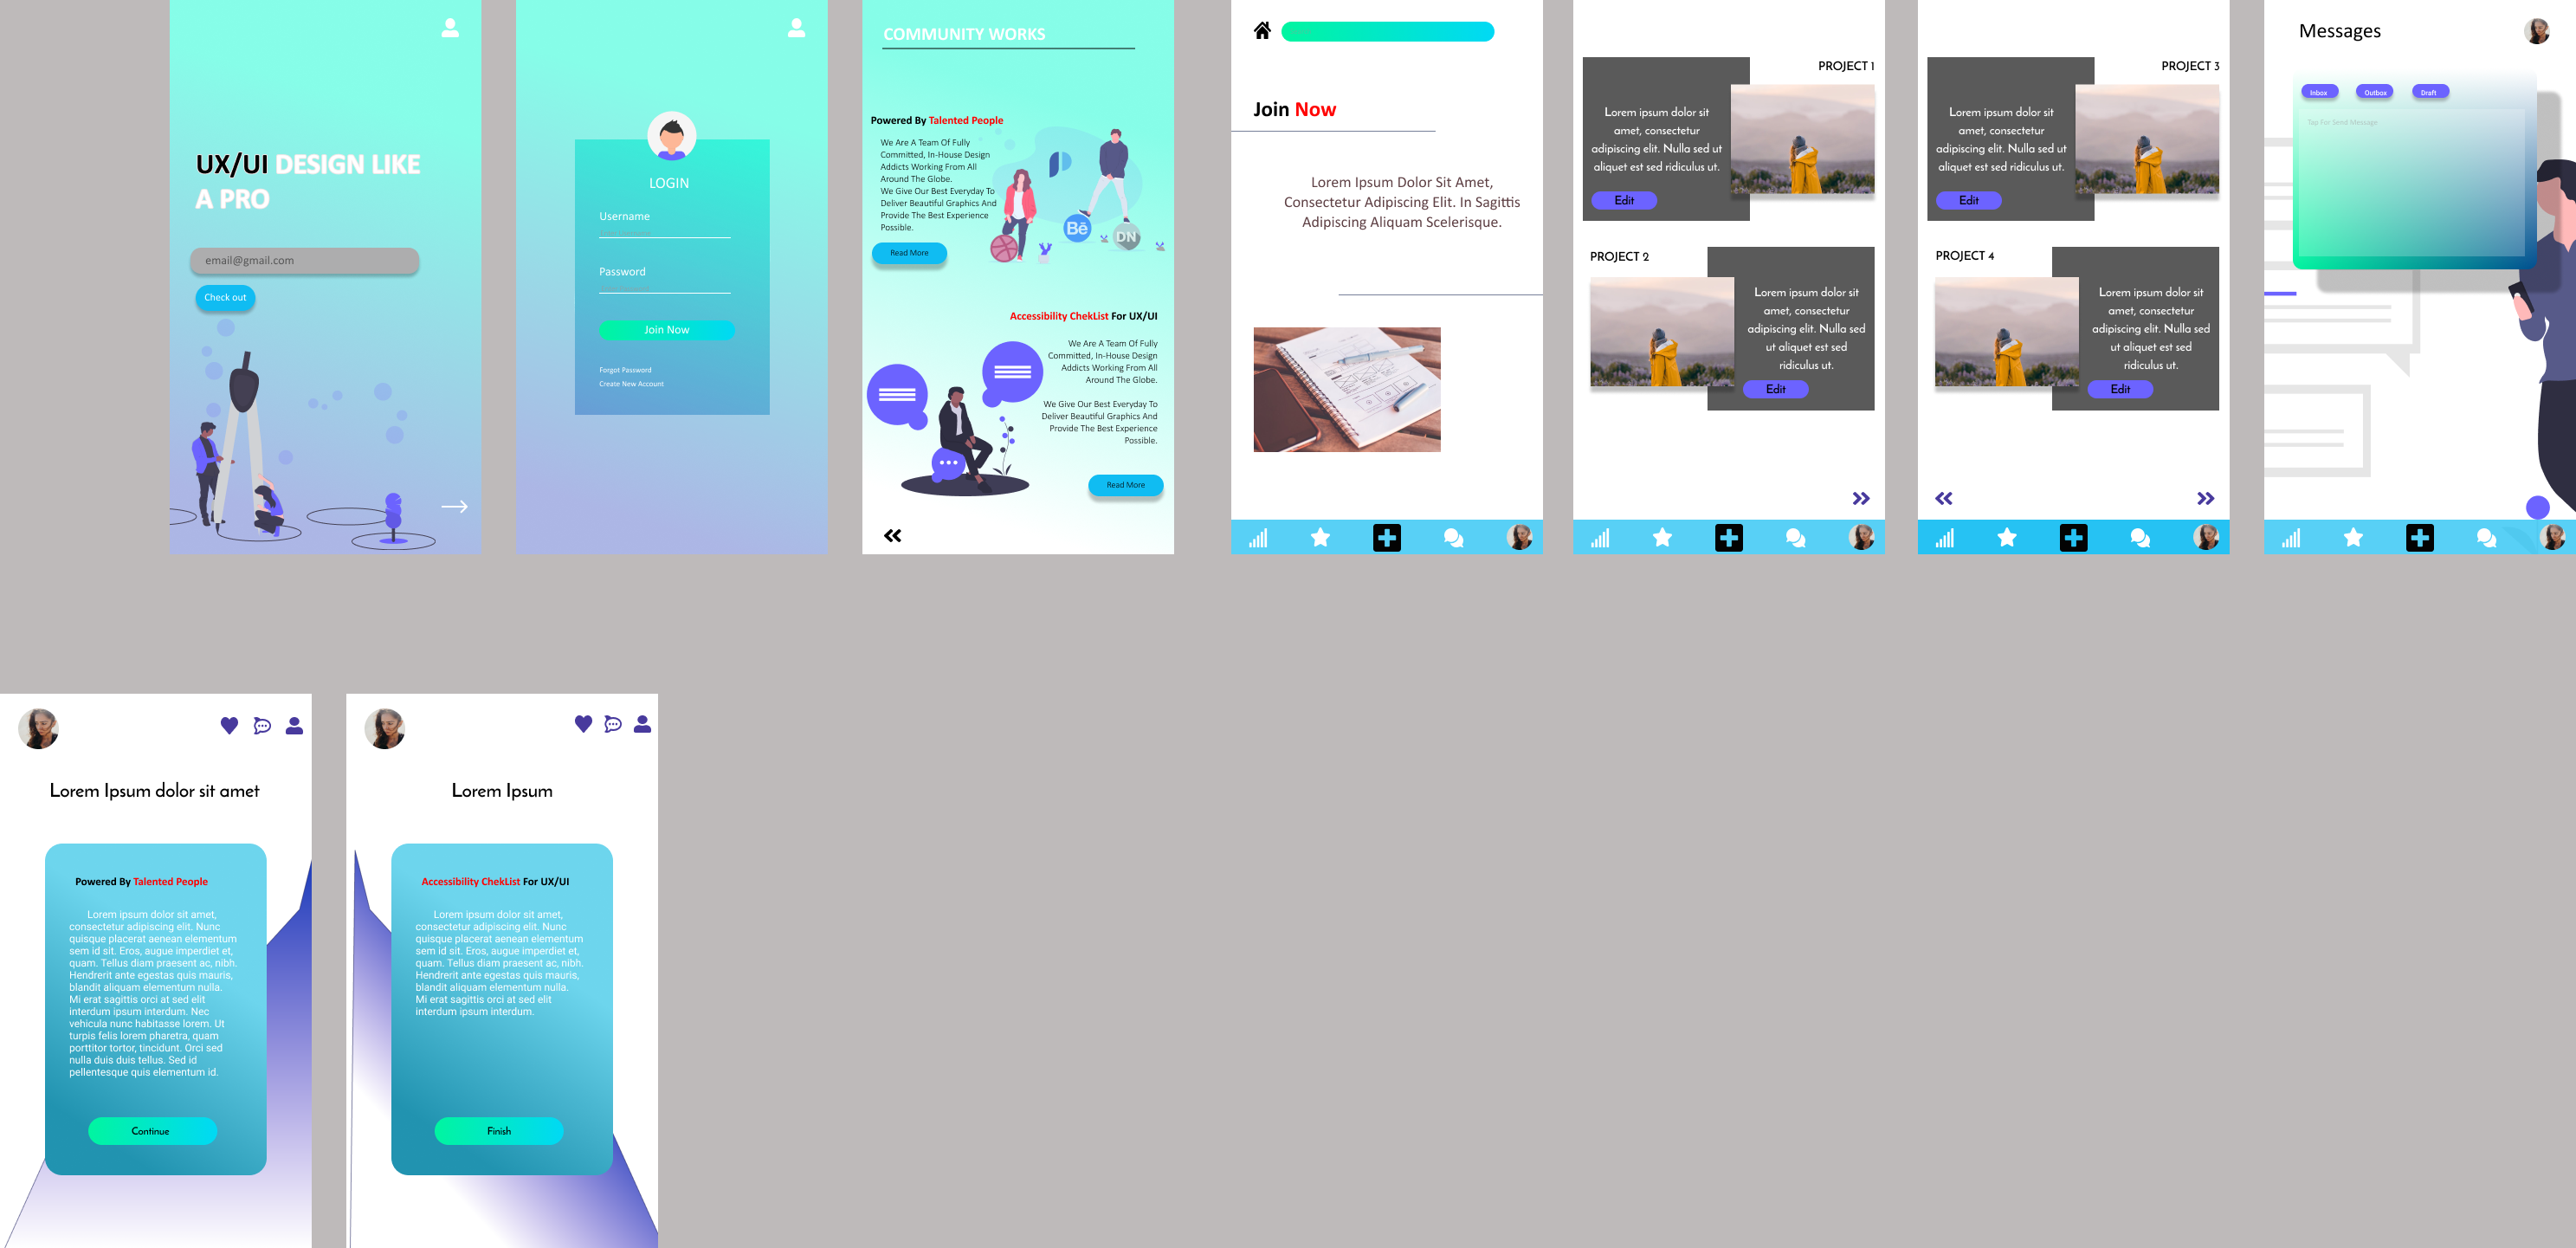 UX/UI DESIGN LIKE
A PRO
email@gmail.com
Check out
LOGIN
Username
Password
Join Now
Forgot Password
Create New Account
COMMUNITY WORKS
Powered By Talented People
We Are A Team Of Fully
Committed, In-House Design
Addicts Working From All
Around The Globe.
We Give Our Best Everyday To
Deliver Beautiful Graphics And
Provide The Best Experience
Possible.
Read More
Bē
DN
Accessibility ChekList For UX/UI
We Are A Team Of Fully
Committed, In-House Design
Addicts Working From All
Around The Globe.
We Give Our Best Everyday To
Deliver Beautiful Graphics And
Provide The Best Experience
Possible.
Read More
Join Now
Lorem Ipsum Dolor Sit Amet,
Consectetur Adipiscing Elit. In Sagittis
Adipiscing Aliquam Scelerisque.
PROJECT 1
Lorem ipsum dolor sit
amet, consectetur
adipiscing elit. Nulla sed ut
aliquet est sed ridiculus ut.
Edit
PROJECT 2
Lorem ipsum dolor sit
amet, consectetur
adipiscing elit. Nulla sed
ut aliquet est sed
ridiculus ut.
Edit
PROJECT 3
Lorem ipsum dolor sit
amet, consectetur
adipiscing elit. Nulla sed ut
aliquet est sed ridiculus ut.
Edit
PROJECT 4
Lorem ipsum dolor sit
amet, consectetur
adipiscing elit. Nulla sed
ut aliquet est sed
ridiculus ut.
Edit
Messages
Inbox
Outbox
Draft
Tap For Send Message
Lorem Ipsum dolor sit amet
Powered By Talented People
Lorem ipsum dolor sit amet,
consectetur adipiscing elit. Nunc
quisque placerat aenean elementum
sem id sit. Eros, augue imperdiet et,
quam. Tellus diam praesent ac, nibh.
Hendrerit ante egestas quis mauris,
blandit aliquam elementum nulla.
Mi erat sagittis orci at sed elit
interdum ipsum interdum. Nec
vehicula nunc habitasse lorem. Ut
turpis felis lorem pharetra, quam
porttitor tortor, tincidunt. Orci sed
nulla duis duis tellus. Sed id
pellentesque quis elementum id.
Continue
Lorem Ipsum
Accessibility ChekList For UX/UI
Lorem ipsum dolor sit amet,
consectetur adipiscing elit. Nunc
quisque placerat aenean elementum
sem id sit. Eros, augue imperdiet et,
quam. Tellus diam praesent ac, nibh.
Hendrerit ante egestas quis mauris,
blandit aliquam elementum nulla.
Mi erat sagittis orci at sed elit
interdum ipsum interdum.
Finish